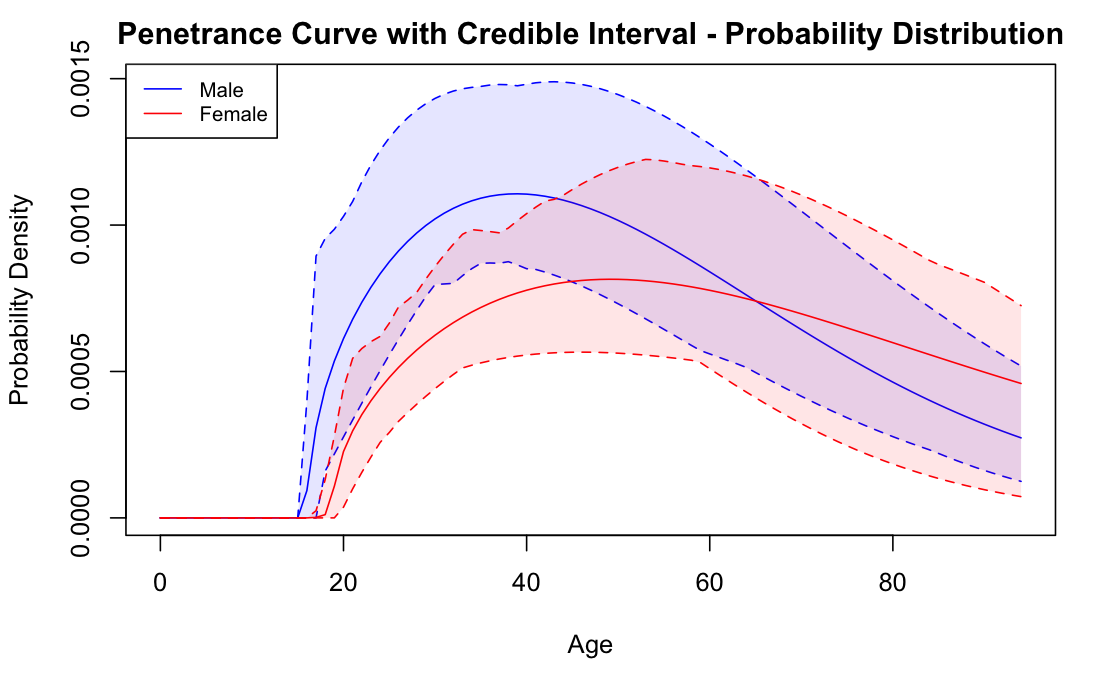 Penetrance Curve with Credible Interval - Probability Distribution
Male
Female
Probability Density
0.0015
0.0010
0.0005
0.0000
0 20 40 60 80
Age